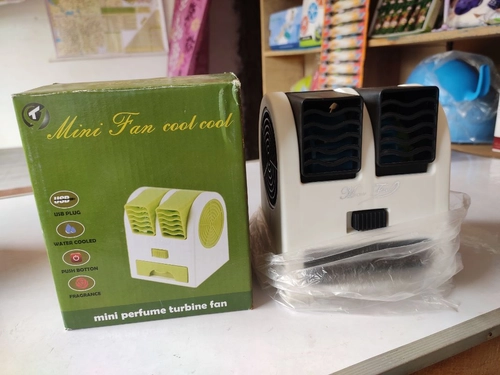 Mini Fan cool cool
USB PLUG
WATER COOLED
PUSH BOTTON
FRAGRANCE
mini perfume turbine fan